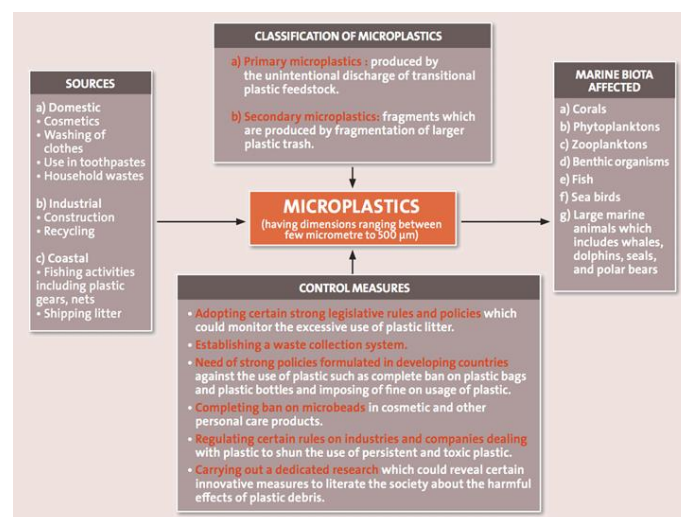 CLASSIFICATION OF MICROPLASTICS
a) Primary microplastics : produced by
the unintentional discharge of transitional
plastic feedstock.
b) Secondary microplastics: fragments which
are produced by fragmentation of larger
plastic trash.
SOURCES
a) Domestic
• Cosmetics
• Washing of
clothes
• Use in toothpastes
• Household wastes
b) Industrial
• Construction
• Recycling
c) Coastal
• Fishing activities
including plastic
gears, nets
• Shipping litter
MICROPLASTICS
(having dimensions ranging between
few micrometre to 500 µm)
MARINE BIOTA
AFFECTED
a) Corals
b) Phytoplanktons
c) Zooplanktons
d) Benthic organisms
e) Fish
f) Sea birds
g) Large marine
animals which
includes whales,
dolphins, seals,
and polar bears
CONTROL MEASURES
• Adopting certain strong legislative rules and policies which
could monitor the excessive use of plastic litter.
• Establishing a waste collection system.
• Need of strong policies formulated in developing countries
against the use of plastic such as complete ban on plastic bags
and plastic bottles and imposing of fine on usage of plastic.
• Completing ban on microbeads in cosmetic and other
personal care products.
• Regulating certain rules on industries and companies dealing
with plastic to shun the use of persistent and toxic plastic.
• Carrying out a dedicated research which could reveal certain
innovative measures to literate the society about the harmful
effects of plastic debris.